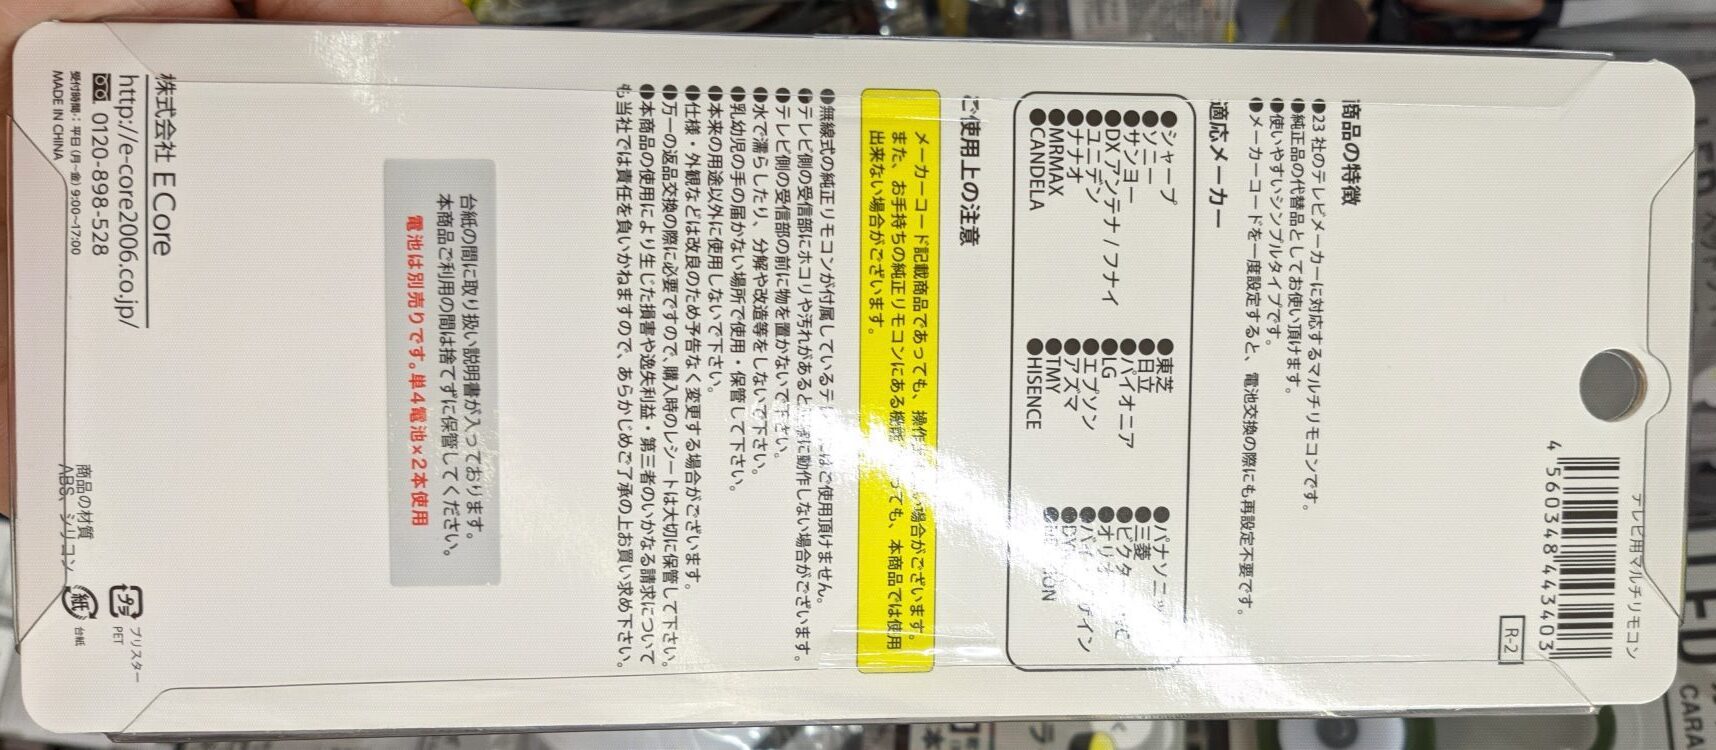 テレビ用マルチリモコン
4 560348 443403
R-2
商品の特徴
●23社のテレビメーカーに対応するマルチリモコンです。
●純正品の代替品としてお使い頂けます。
●使いやすいシンプルタイプです。
●メーカーコードを一度設定すると、電池交換の際にも再設定不要です。
適応メーカー
●シャープ
●ソニー
●サンヨー
●DXアンテナ / フナイ
●ユニデン
●ナナオ
●MRMAX
●CANDELA
●東芝
●日立
●パイオニア
●LG
●エプソン
●アズマ
●TMY
●HISENCE
●パナソニッ
●三菱
●ビクタ
●オリオ
ご使用上の注意
メーカーコード記載商品であっても、操作 い場合がございます。
また、お手持ちの純正リモコンにある機能 っても、本商品では使用
出来ない場合がございます。
●無線式の純正リモコンが付属しているテレ はご使用頂けません。
●テレビ側の受信部にホコリや汚れがあると に動作しない場合がございます。
●テレビ側の受信部の前に物を置かないで下さい。
●水で濡らしたり、分解や改造等をしないで下さい。
●乳幼児の手の届かない場所で使用・保管して下さい。
●本来の用途以外に使用しないで下さい。
●仕様・外観などは改良のため予告なく変更する場合がございます。
●万一の返品交換の際に必要ですので、購入時のレシートは大切に保管して下さい。
●本商品の使用により生じた損害や逸失利益・第三者のいかなる請求について
も当社では責任を負いかねますので、あらかじめご了承の上お買い求め下さい。
台紙の間に取り扱い説明書が入っております。
本商品ご利用の間は捨てずに保管してください。
電池は別売りです。単4電池×2本使用
株式会社 E Core
http://e-core2006.co.jp/
0120-898-528
受付時間：平日(月〜金) 9:00〜17:00
MADE IN CHINA
商品の材質
ABS、シリコン
プラ
ブリスター
PET
紙
台紙
CARA